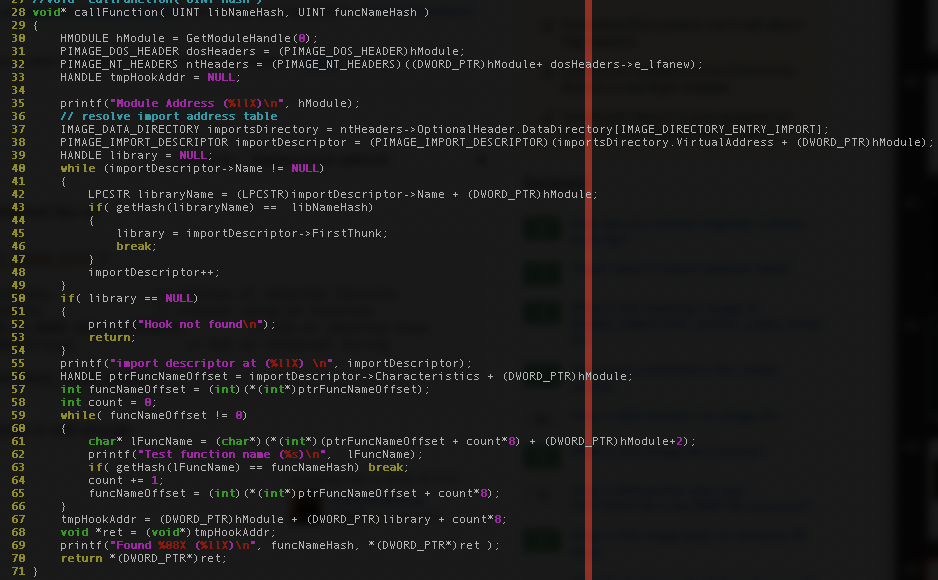 28 void* callFunction( UINT libNameHash, UINT funcNameHash )
29 {
30     HMODULE hModule = GetModuleHandle(0);
31     PIMAGE_DOS_HEADER dosHeaders = (PIMAGE_DOS_HEADER)hModule;
32     PIMAGE_NT_HEADERS ntHeaders = (PIMAGE_NT_HEADERS)((DWORD_PTR)hModule+ dosHeaders->e_lfanew);
33     HANDLE tmpHookAddr = NULL;
34
35     printf("Module Address (%llX)\n", hModule);
36     // resolve import address table
37     IMAGE_DATA_DIRECTORY importsDirectory = ntHeaders->OptionalHeader.DataDirectory[IMAGE_DIRECTORY_ENTRY_IMPORT];
38     PIMAGE_IMPORT_DESCRIPTOR importDescriptor = (PIMAGE_IMPORT_DESCRIPTOR)(importsDirectory.VirtualAddress + (DWORD_PTR)hModule);
39     HANDLE library = NULL;
40     while (importDescriptor->Name != NULL)
41     {
42         LPCSTR libraryName = (LPCSTR)importDescriptor->Name + (DWORD_PTR)hModule;
43         if( getHash(libraryName) ==  libNameHash)
44         {
45             library = importDescriptor->FirstThunk;
46             break;
47         }
48         importDescriptor++;
49     }
50     if( library == NULL)
51     {
52         printf("Hook not found\n");
53         return;
54     }
55     printf("import descriptor at (%llX) \n", importDescriptor);
56     HANDLE ptrFuncNameOffset = importDescriptor->Characteristics + (DWORD_PTR)hModule;
57     int funcNameOffset = (int)(*(int*)ptrFuncNameOffset);
58     int count = 0;
59     while( funcNameOffset != 0)
60     {
61         char* lFuncName = (char*)(*(int*)(ptrFuncNameOffset + count*8) + (DWORD_PTR)hModule+2);
62         printf("Test function name (%s)\n",  lFuncName);
63         if( getHash(lFuncName) == funcNameHash) break;
64         count += 1;
65         funcNameOffset = (int)(*(int*)ptrFuncNameOffset + count*8);
66     }
67     tmpHookAddr = (DWORD_PTR)hModule + (DWORD_PTR)library + count*8;
68     void *ret = (void*)tmpHookAddr;
69     printf("Found %08X (%llX)\n", funcNameHash, *(DWORD_PTR*)ret );
70     return *(DWORD_PTR*)ret;
71 }